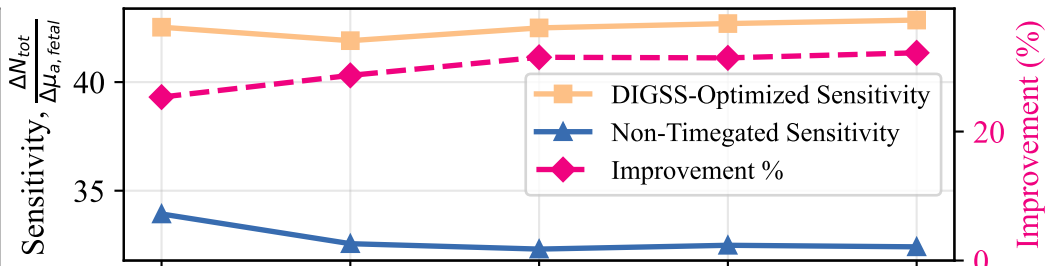 Sensitivity, ΔN_tot / Δμ_a, fetal
40
35
DIGSS-Optimized Sensitivity
Non-Timegated Sensitivity
Improvement %
20
0
Improvement (%)